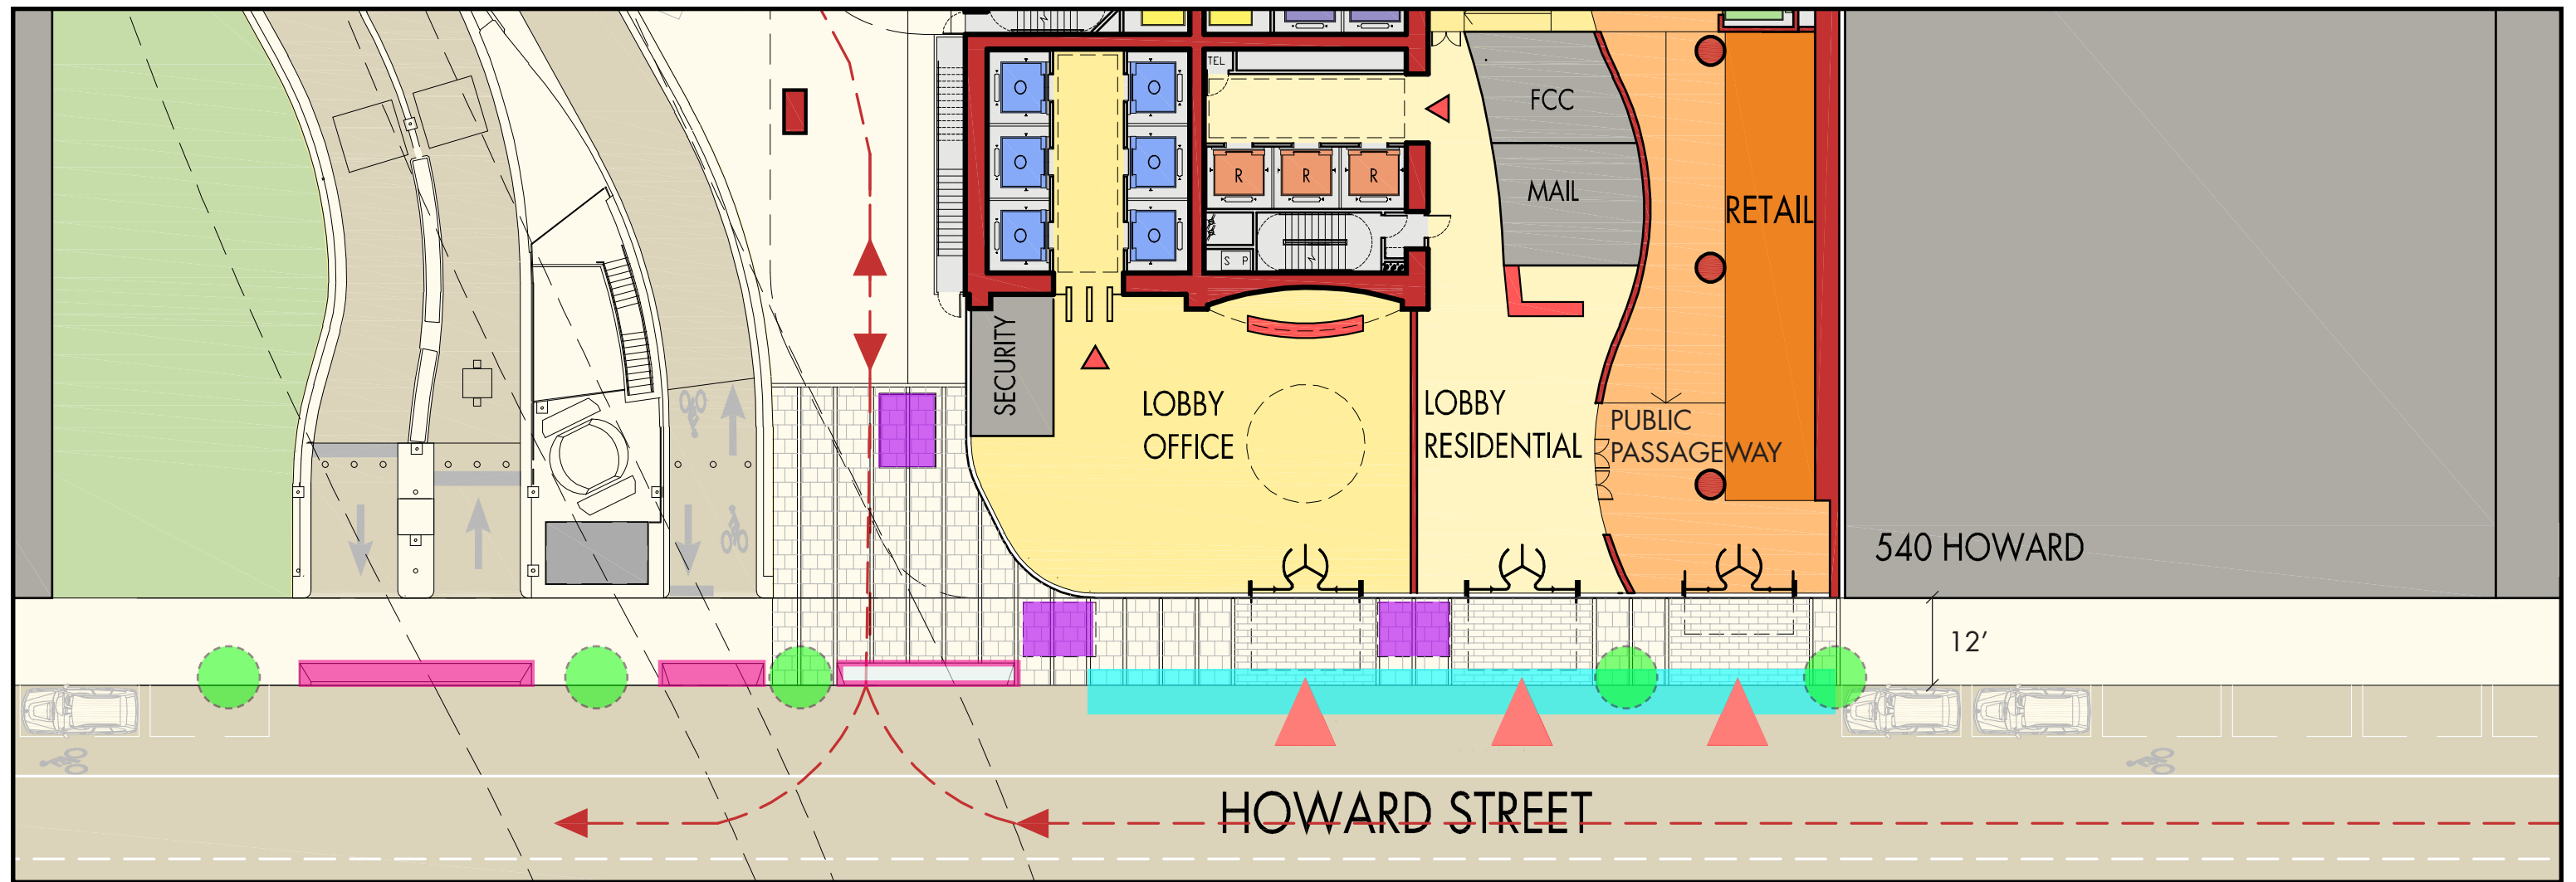 TEL
FCC
MAIL
R R R
S P
RETAIL
SECURITY
LOBBY
OFFICE
LOBBY
RESIDENTIAL
PUBLIC
PASSAGEWAY
540 HOWARD
12'
HOWARD STREET